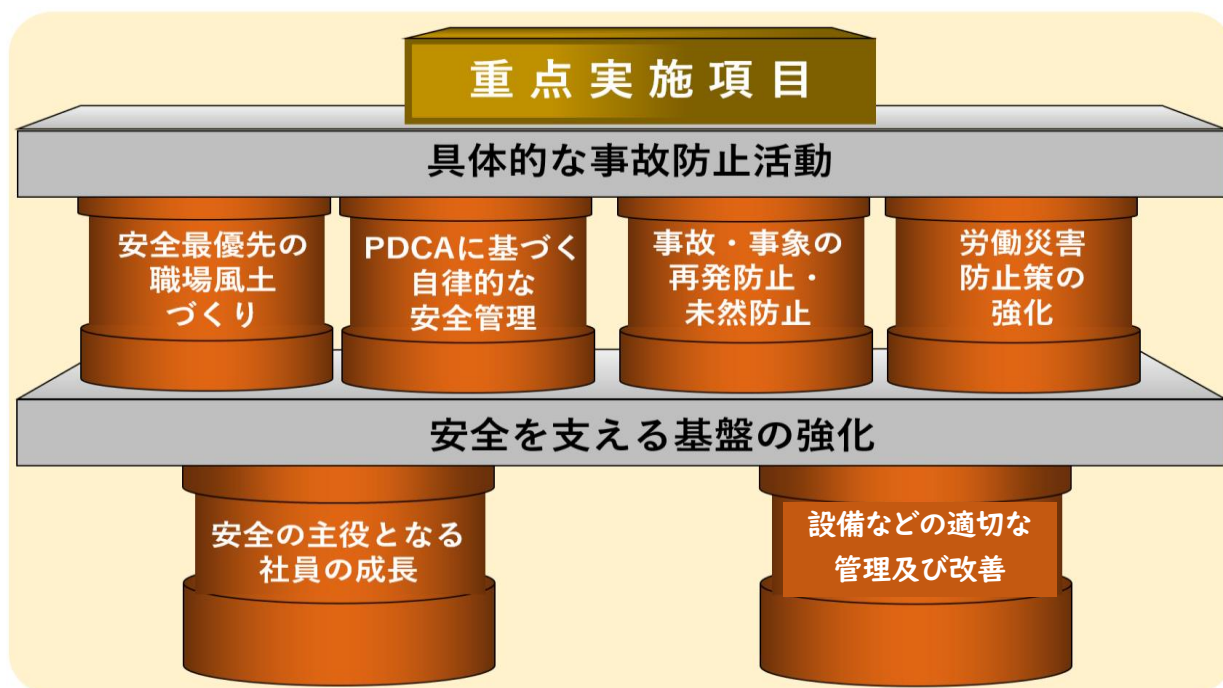 重点実施項目
具体的な事故防止活動
安全最優先の
職場風土
づくり
PDCAに基づく
自律的な
安全管理
事故・事象の
再発防止・
未然防止
労働災害
防止策の
強化
安全を支える基盤の強化
安全の主役となる
社員の成長
設備などの適切な
管理及び改善